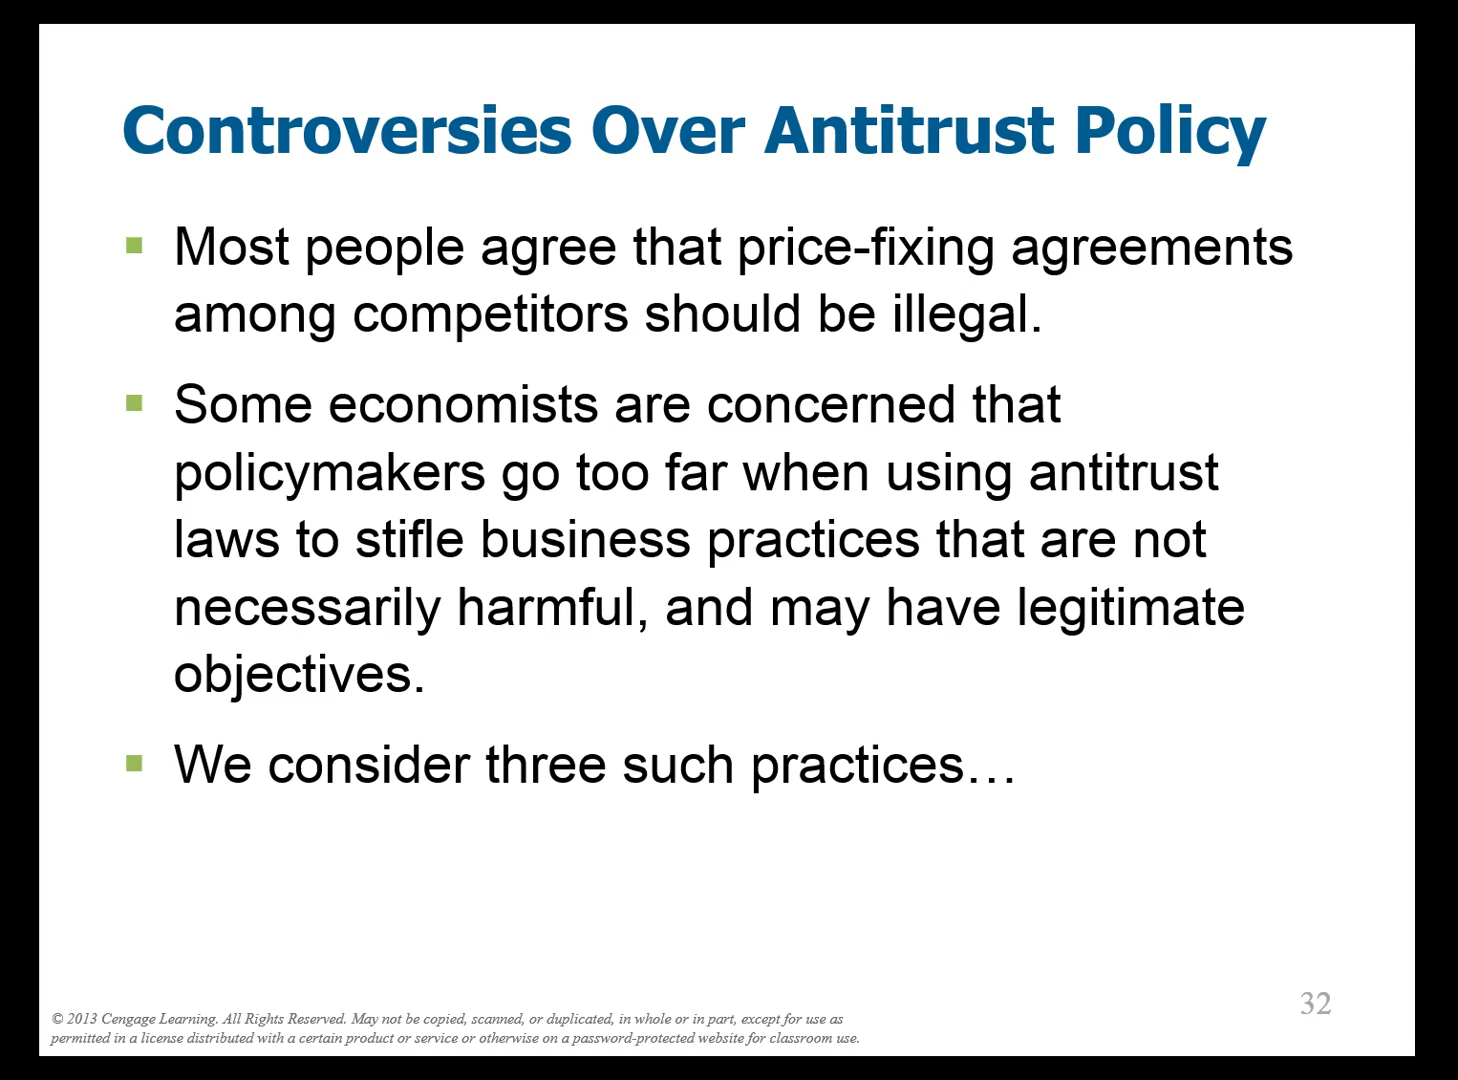 Controversies Over Antitrust Policy
Most people agree that price-fixing agreements
among competitors should be illegal.
Some economists are concerned that
policymakers go too far when using antitrust
laws to stifle business practices that are not
necessarily harmful, and may have legitimate
objectives.
We consider three such practices…
32
© 2013 Cengage Learning. All Rights Reserved. May not be copied, scanned, or duplicated, in whole or in part, except for use as
permitted in a license distributed with a certain product or service or otherwise on a password-protected website for classroom use.